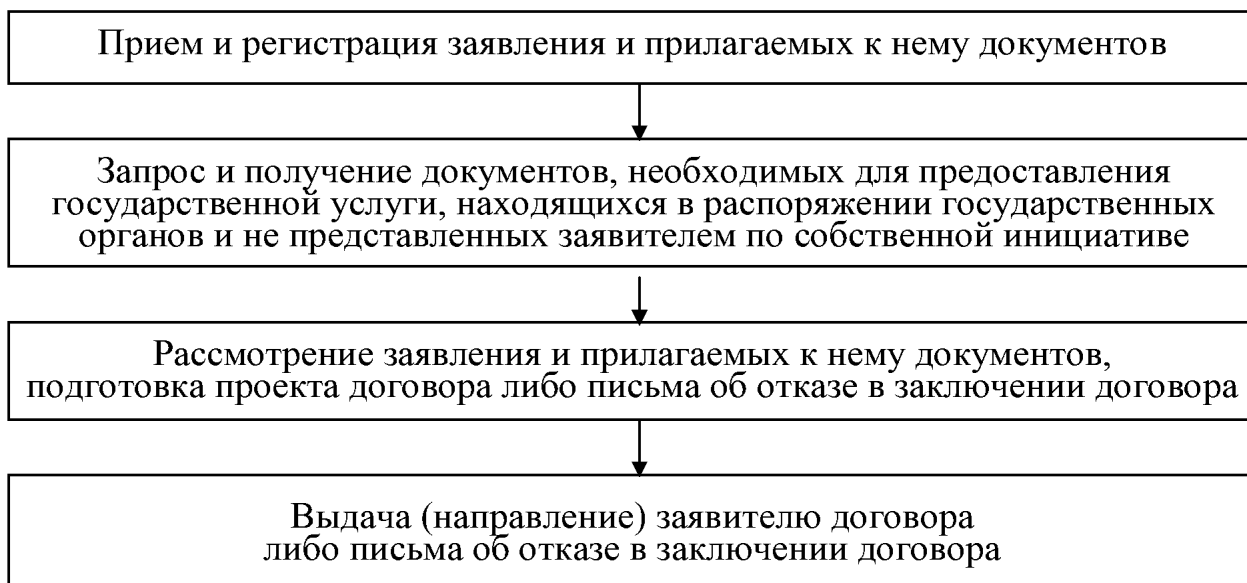 Прием и регистрация заявления и прилагаемых к нему документов
Запрос и получение документов, необходимых для предоставления
государственной услуги, находящихся в распоряжении государственных
органов и не представленных заявителем по собственной инициативе
Рассмотрение заявления и прилагаемых к нему документов,
подготовка проекта договора либо письма об отказе в заключении договора
Выдача (направление) заявителю договора
либо письма об отказе в заключении договора